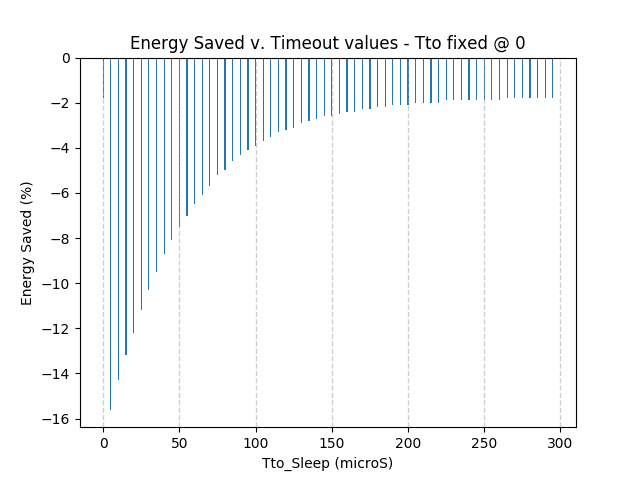 Energy Saved v. Timeout values - Tto fixed @ 0
0
−2
−4
−6
−8
−10
−12
−14
−16
Energy Saved (%)
0 50 100 150 200 250 300
Tto_Sleep (microS)